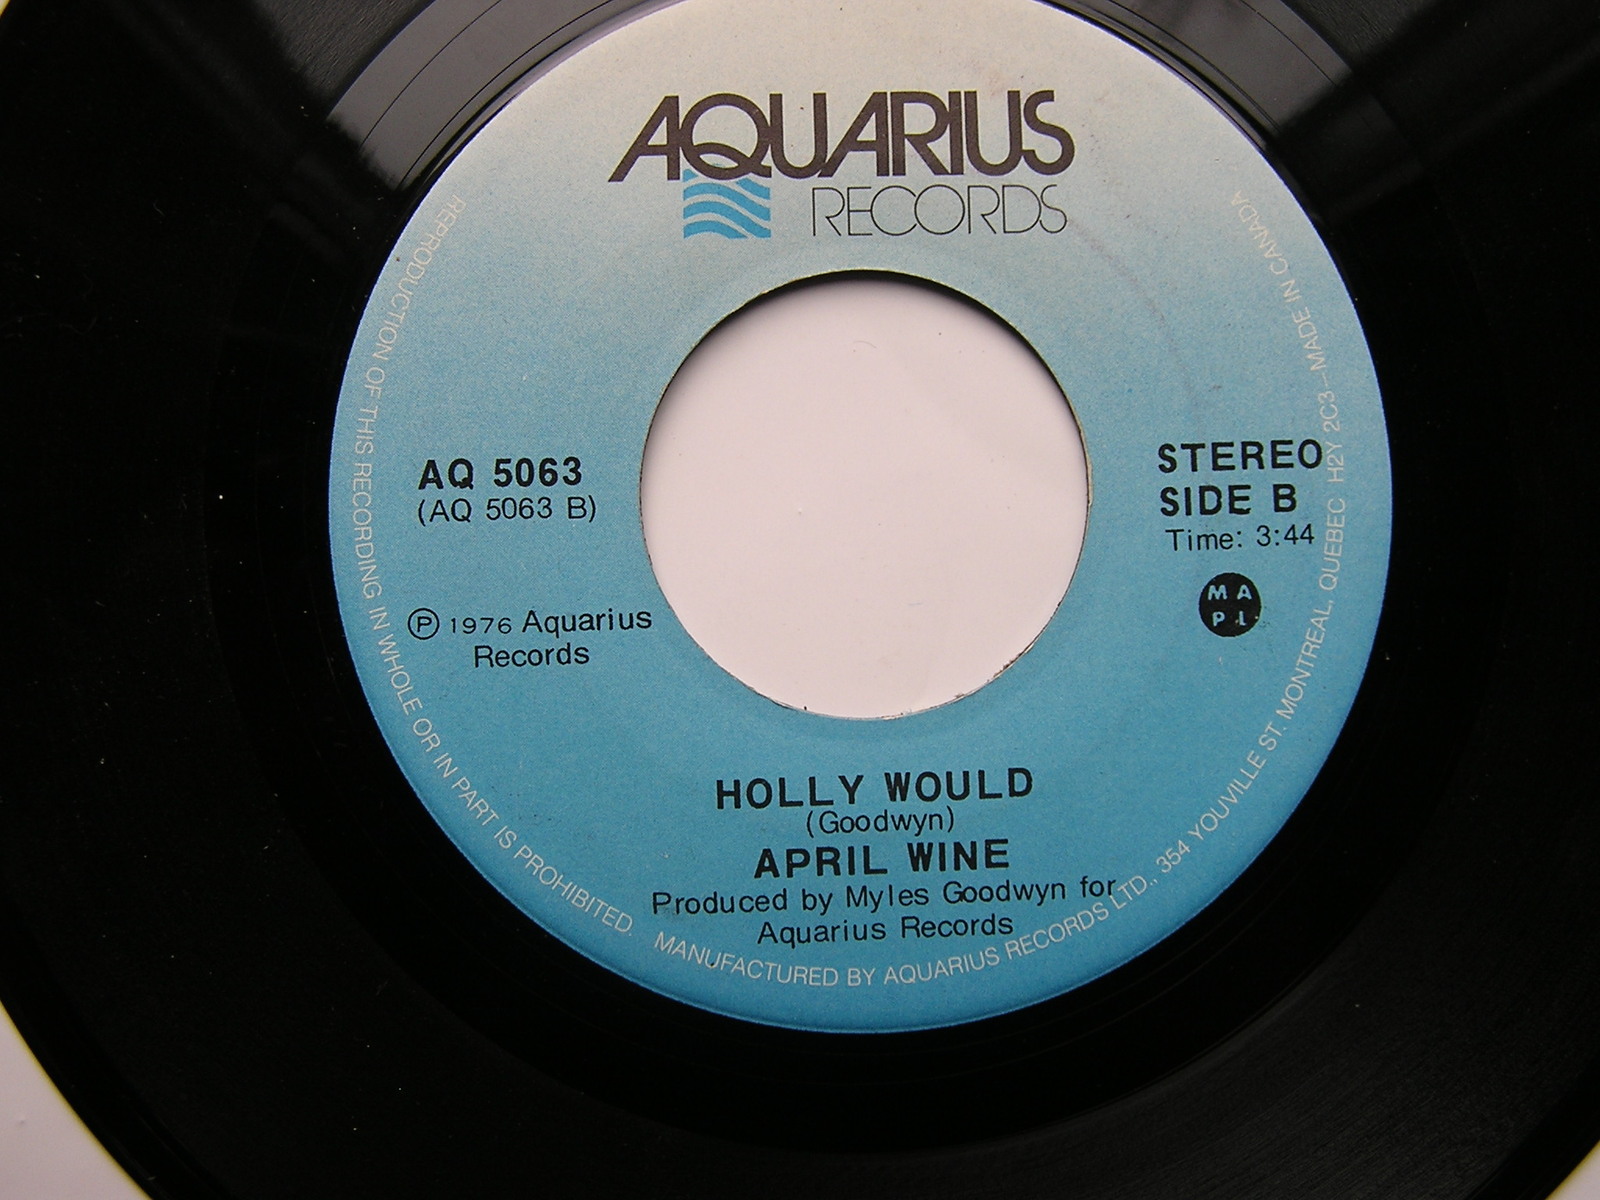 AQUARIUS
RECORDS
AQ 5063
(AQ 5063 B)
Ⓟ 1976 Aquarius
Records
STEREO
SIDE B
Time: 3:44
M A
P L
HOLLY WOULD
(Goodwyn)
APRIL WINE
Produced by Myles Goodwyn for
Aquarius Records
REPRODUCTION OF THIS RECORDING IN WHOLE OR IN PART IS PROHIBITED. MANUFACTURED BY AQUARIUS RECORDS LTD., 354 YOUVILLE ST. MONTREAL, QUEBEC H2Y 2C3–MADE IN CANADA